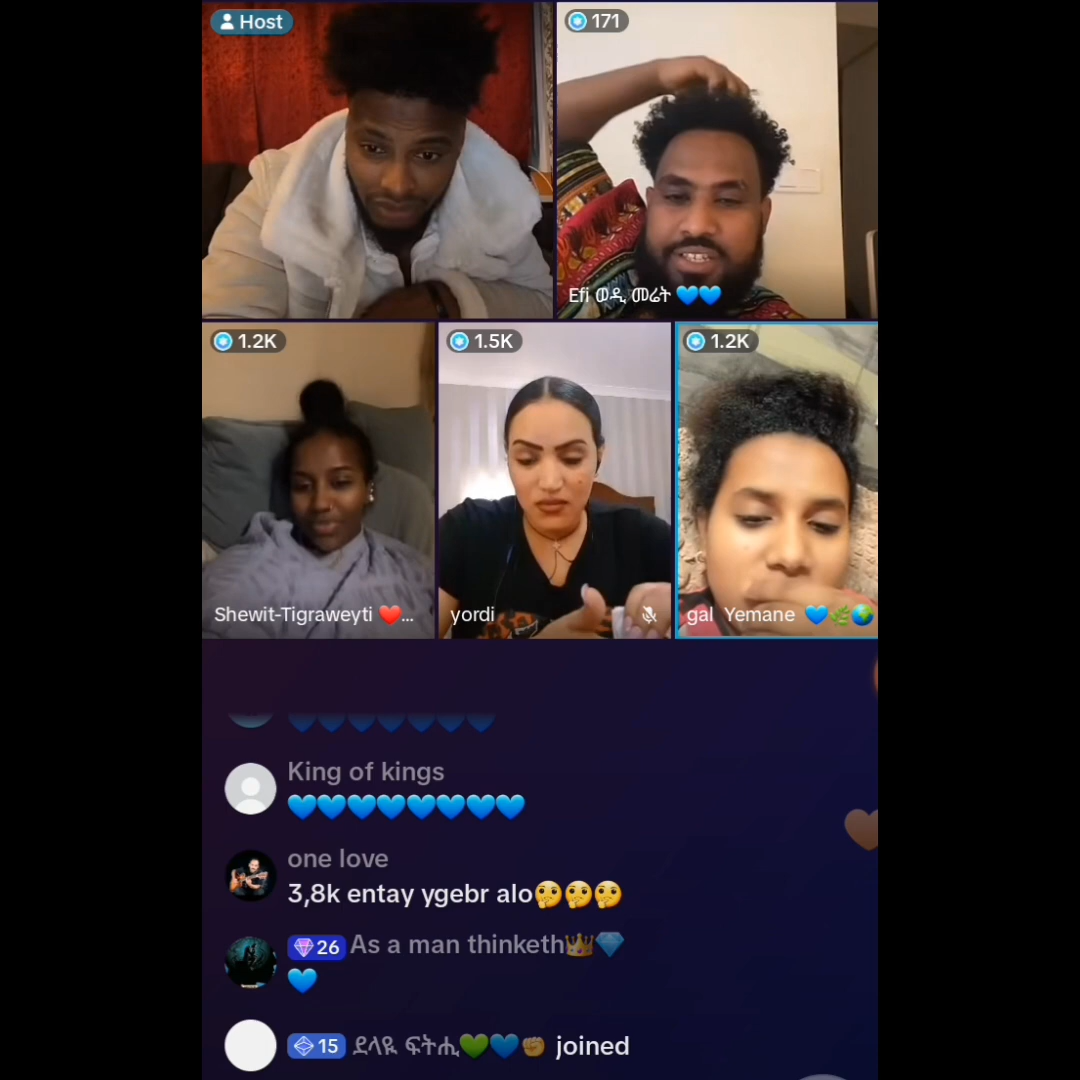 Host
171
Efi ወዲ መሬት 💙💙
1.2K
1.5K
1.2K
Shewit-Tigraweyti ❤️...
yordi
gal Yemane 💙🌿🌍
King of kings
💙💙💙💙💙💙💙💙
one love
3,8k entay ygebr alo🤔🤔🤔
26 As a man thinketh👑💎
💙
15 ደላዪ ፍትሒ💚💙✊ joined